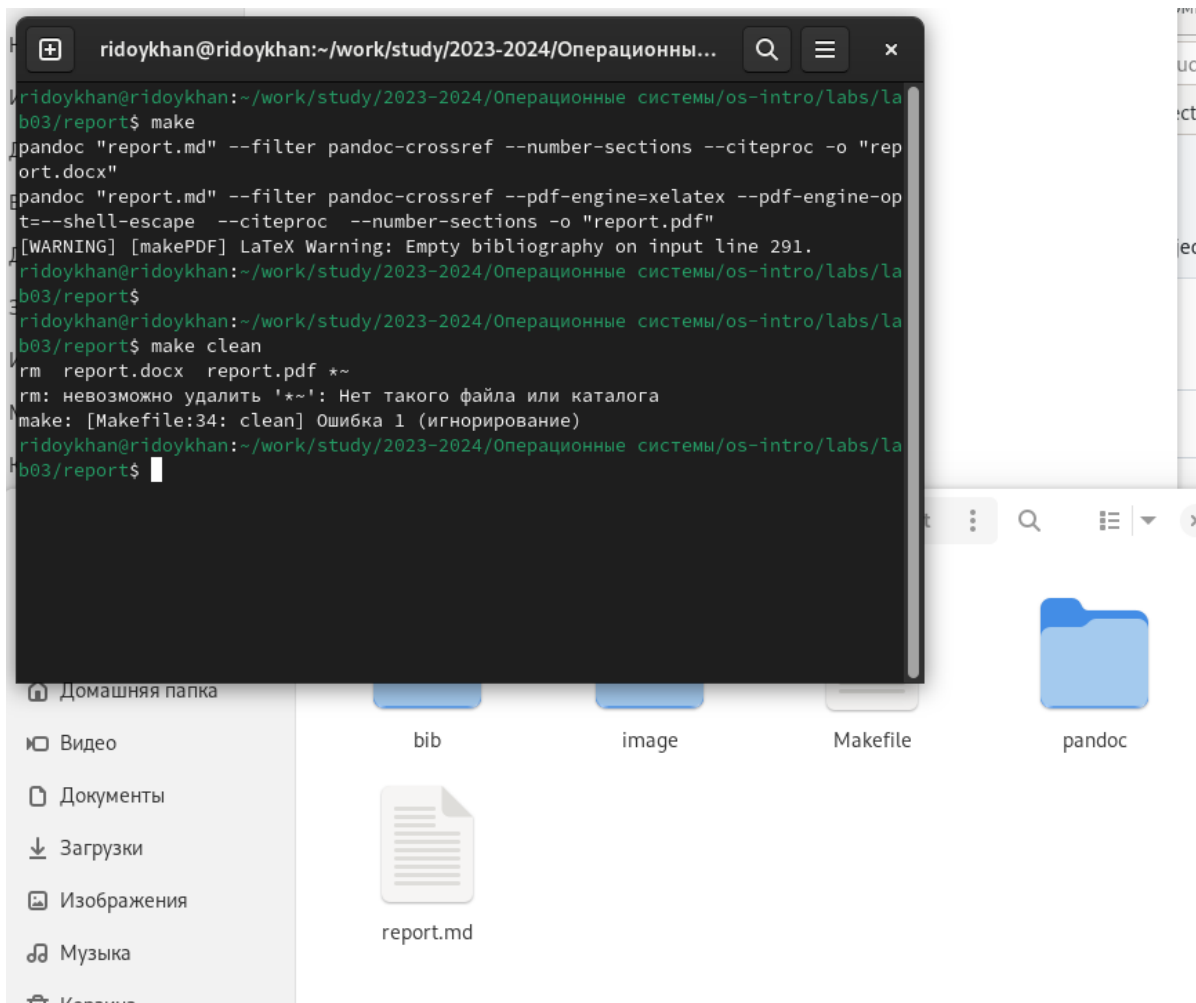 ridoykhan@ridoykhan:~/work/study/2023-2024/Операционны...
ridoykhan@ridoykhan:~/work/study/2023-2024/Операционные системы/os-intro/labs/la
b03/report$ make
pandoc "report.md" --filter pandoc-crossref --number-sections --citeproc -o "rep
ort.docx"
pandoc "report.md" --filter pandoc-crossref --pdf-engine=xelatex --pdf-engine-op
t=--shell-escape  --citeproc  --number-sections -o "report.pdf"
[WARNING] [makePDF] LaTeX Warning: Empty bibliography on input line 291.
ridoykhan@ridoykhan:~/work/study/2023-2024/Операционные системы/os-intro/labs/la
b03/report$
ridoykhan@ridoykhan:~/work/study/2023-2024/Операционные системы/os-intro/labs/la
b03/report$ make clean
rm  report.docx  report.pdf *~
rm: невозможно удалить '*~': Нет такого файла или каталога
make: [Makefile:34: clean] Ошибка 1 (игнорирование)
ridoykhan@ridoykhan:~/work/study/2023-2024/Операционные системы/os-intro/labs/la
b03/report$
Домашняя папка
Видео
Документы
Загрузки
Изображения
Музыка
bib
image
Makefile
pandoc
report.md